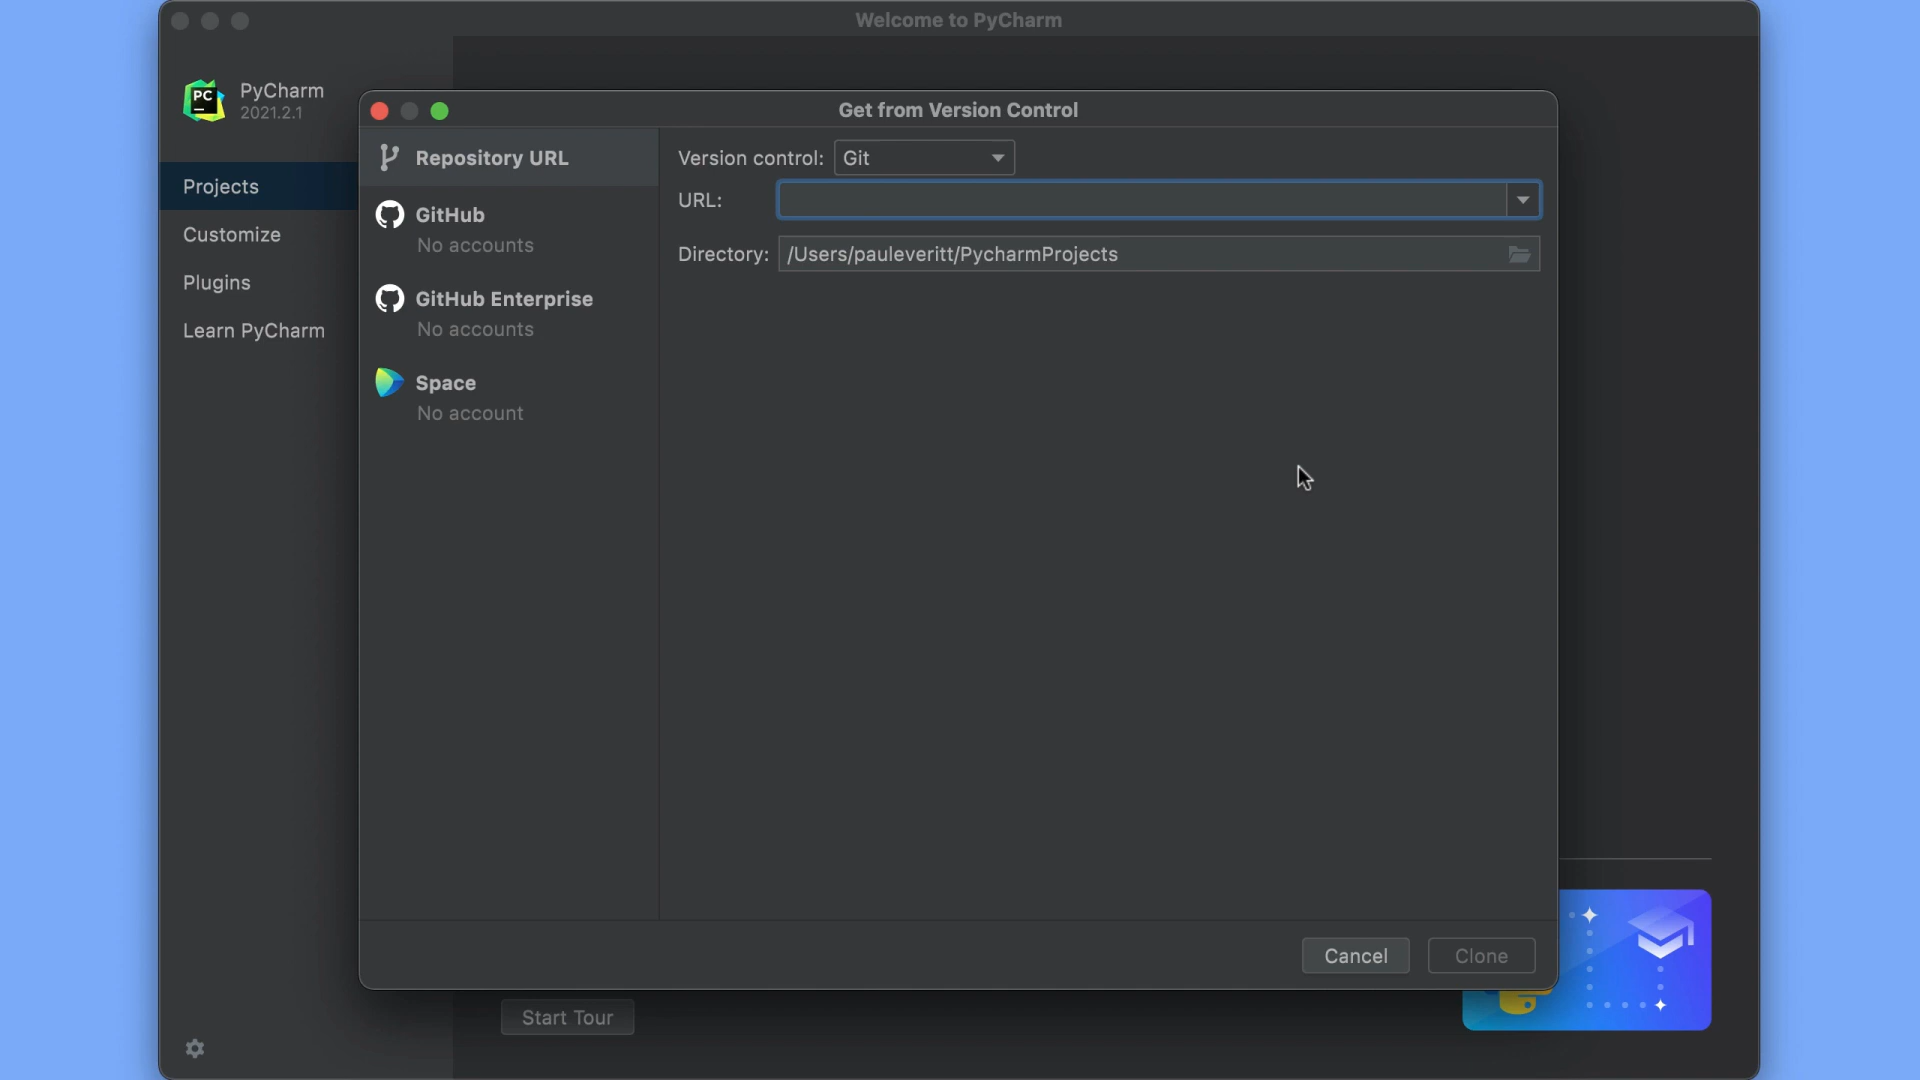 Welcome to PyCharm
PC
PyCharm
2021.2.1
Projects
Customize
Plugins
Learn PyCharm
Get from Version Control
Repository URL
GitHub
No accounts
GitHub Enterprise
No accounts
Space
No account
Version control: Git
URL:
Directory: /Users/pauleveritt/PycharmProjects
Cancel
Clone
Start Tour